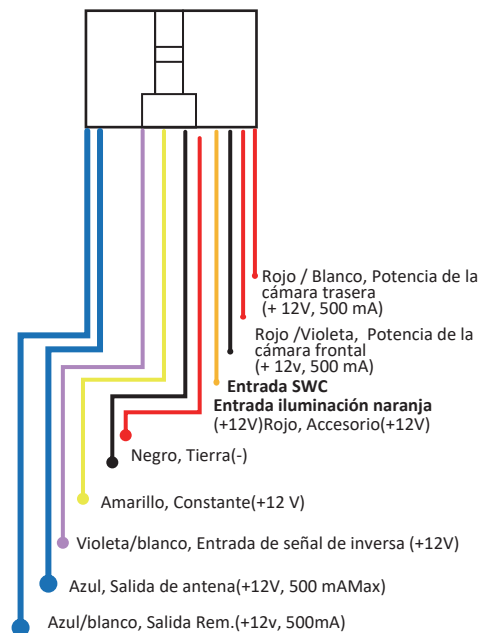 Rojo / Blanco, Potencia de la
cámara trasera
(+ 12V, 500 mA)
Rojo /Violeta, Potencia de la
cámara frontal
(+ 12v, 500 mA)
Entrada SWC
Entrada iluminación naranja
(+12V)Rojo, Accesorio(+12V)
Negro, Tierra(-)
Amarillo, Constante(+12 V)
Violeta/blanco, Entrada de señal de inversa (+12V)
Azul, Salida de antena(+12V, 500 mAMax)
Azul/blanco, Salida Rem.(+12v, 500mA)